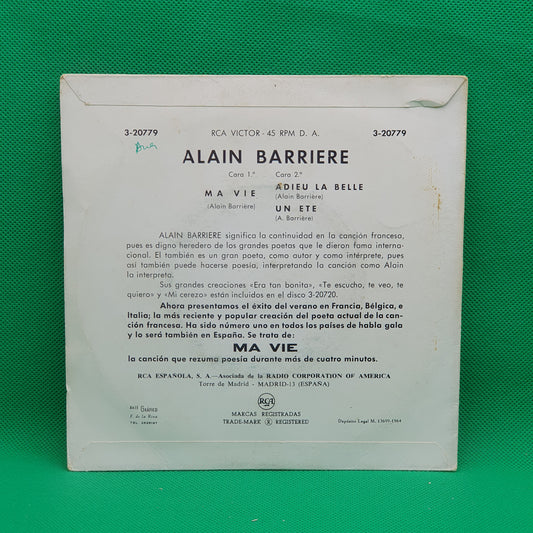 3-20779 RCA VICTOR - 45 RPM D. A. 3-20779
ALAIN BARRIERE
Cara 1.ª Cara 2.ª
MA VIE ADIEU LA BELLE
(Alain Barrière) (Alain Barrière)
UN ETE
(A. Barrière)
ALAIN BARRIERE significa la continuidad en la canción francesa,
pues es digno heredero de los grandes poetas que le dieron fama interna-
cional. El también es un gran poeta, como autor y como intérprete, pues
así también puede hacerse poesía, interpretando la canción como Alain
la interpreta.
Sus grandes creaciones «Era tan bonita», «Te escucho, te veo, te
quiero» y «Mi cerezo» están incluidas en el disco 3-20720.
Ahora presentamos el éxito del verano en Francia, Bélgica, e
Italia; la más reciente y popular creación del poeta actual de la can-
ción francesa. Ha sido número uno en todos los países de habla gala
y lo será también en España. Se trata de:
MA VIE
la canción que rezuma poesía durante más de cuatro minutos.
RCA ESPAÑOLA, S. A.—Asociada de la RADIO CORPORATION OF AMERICA
Torre de Madrid - MADRID-13 (ESPAÑA)
RCA
MARCAS REGISTRADAS
TRADE-MARK ® REGISTERED
Depósito Legal M. 13699-1964